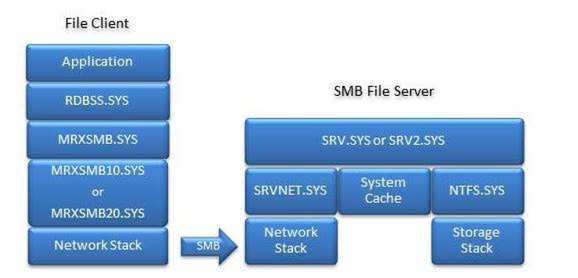 File Client
Application
RDBSS.SYS
MRXSMB.SYS
MRXSMB10.SYS
or
MRXSMB20.SYS
Network Stack
SMB
SMB File Server
SRV.SYS or SRV2.SYS
SRVNET.SYS
System
Cache
NTFS.SYS
Network
Stack
Storage
Stack